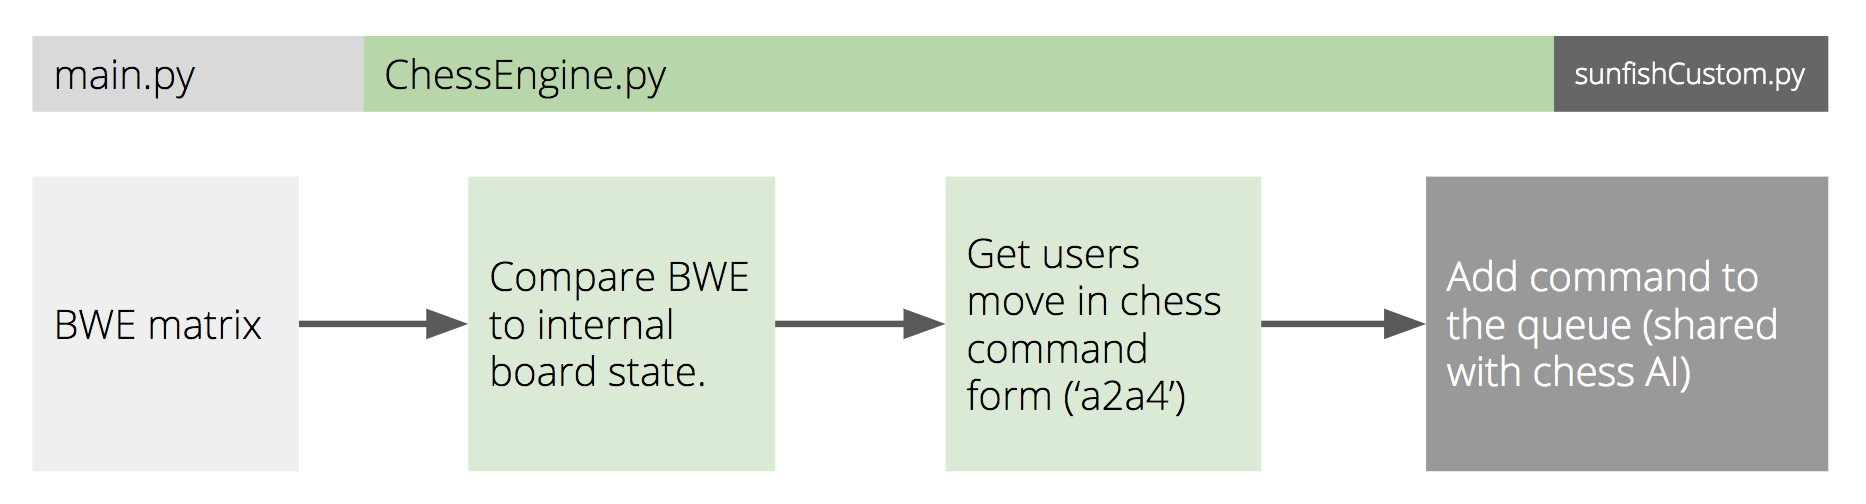 main.py
ChessEngine.py
sunfishCustom.py
BWE matrix
Compare BWE
to internal
board state.
Get users
move in chess
command
form (‘a2a4’)
Add command to
the queue (shared
with chess AI)